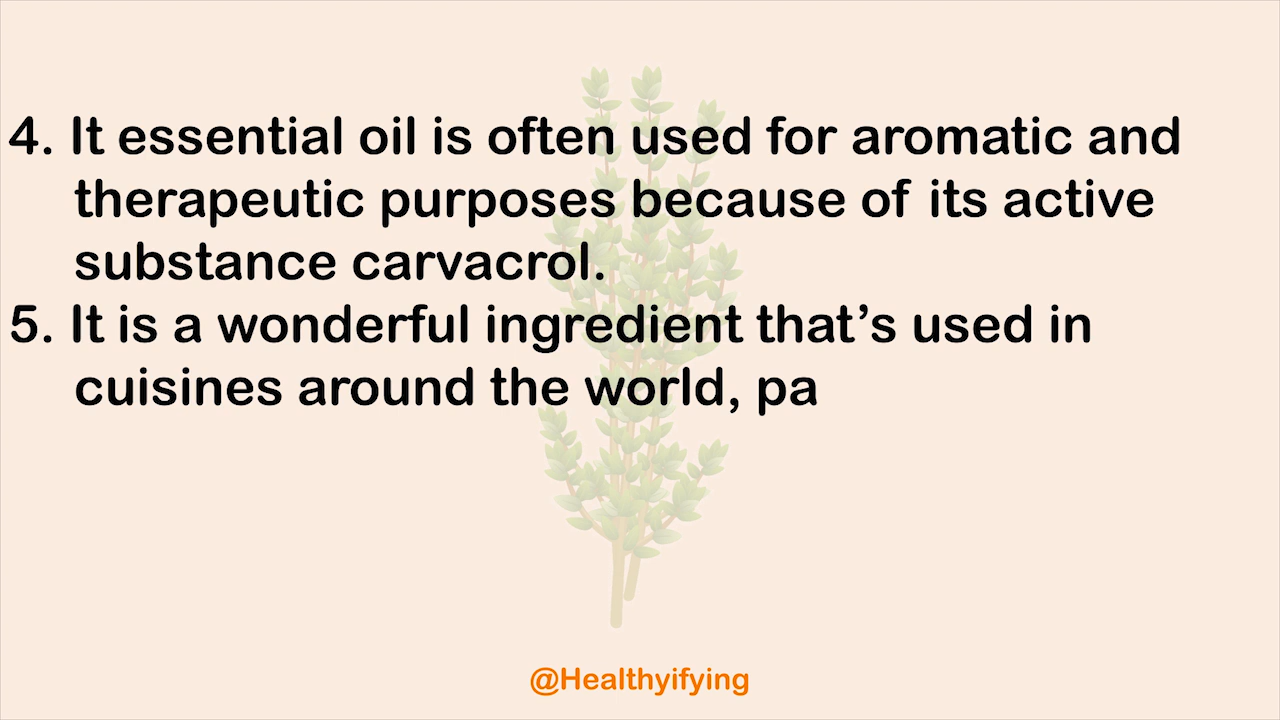 4. It essential oil is often used for aromatic and
therapeutic purposes because of its active
substance carvacrol.
5. It is a wonderful ingredient that’s used in
cuisines around the world, pa
@Healthyifying